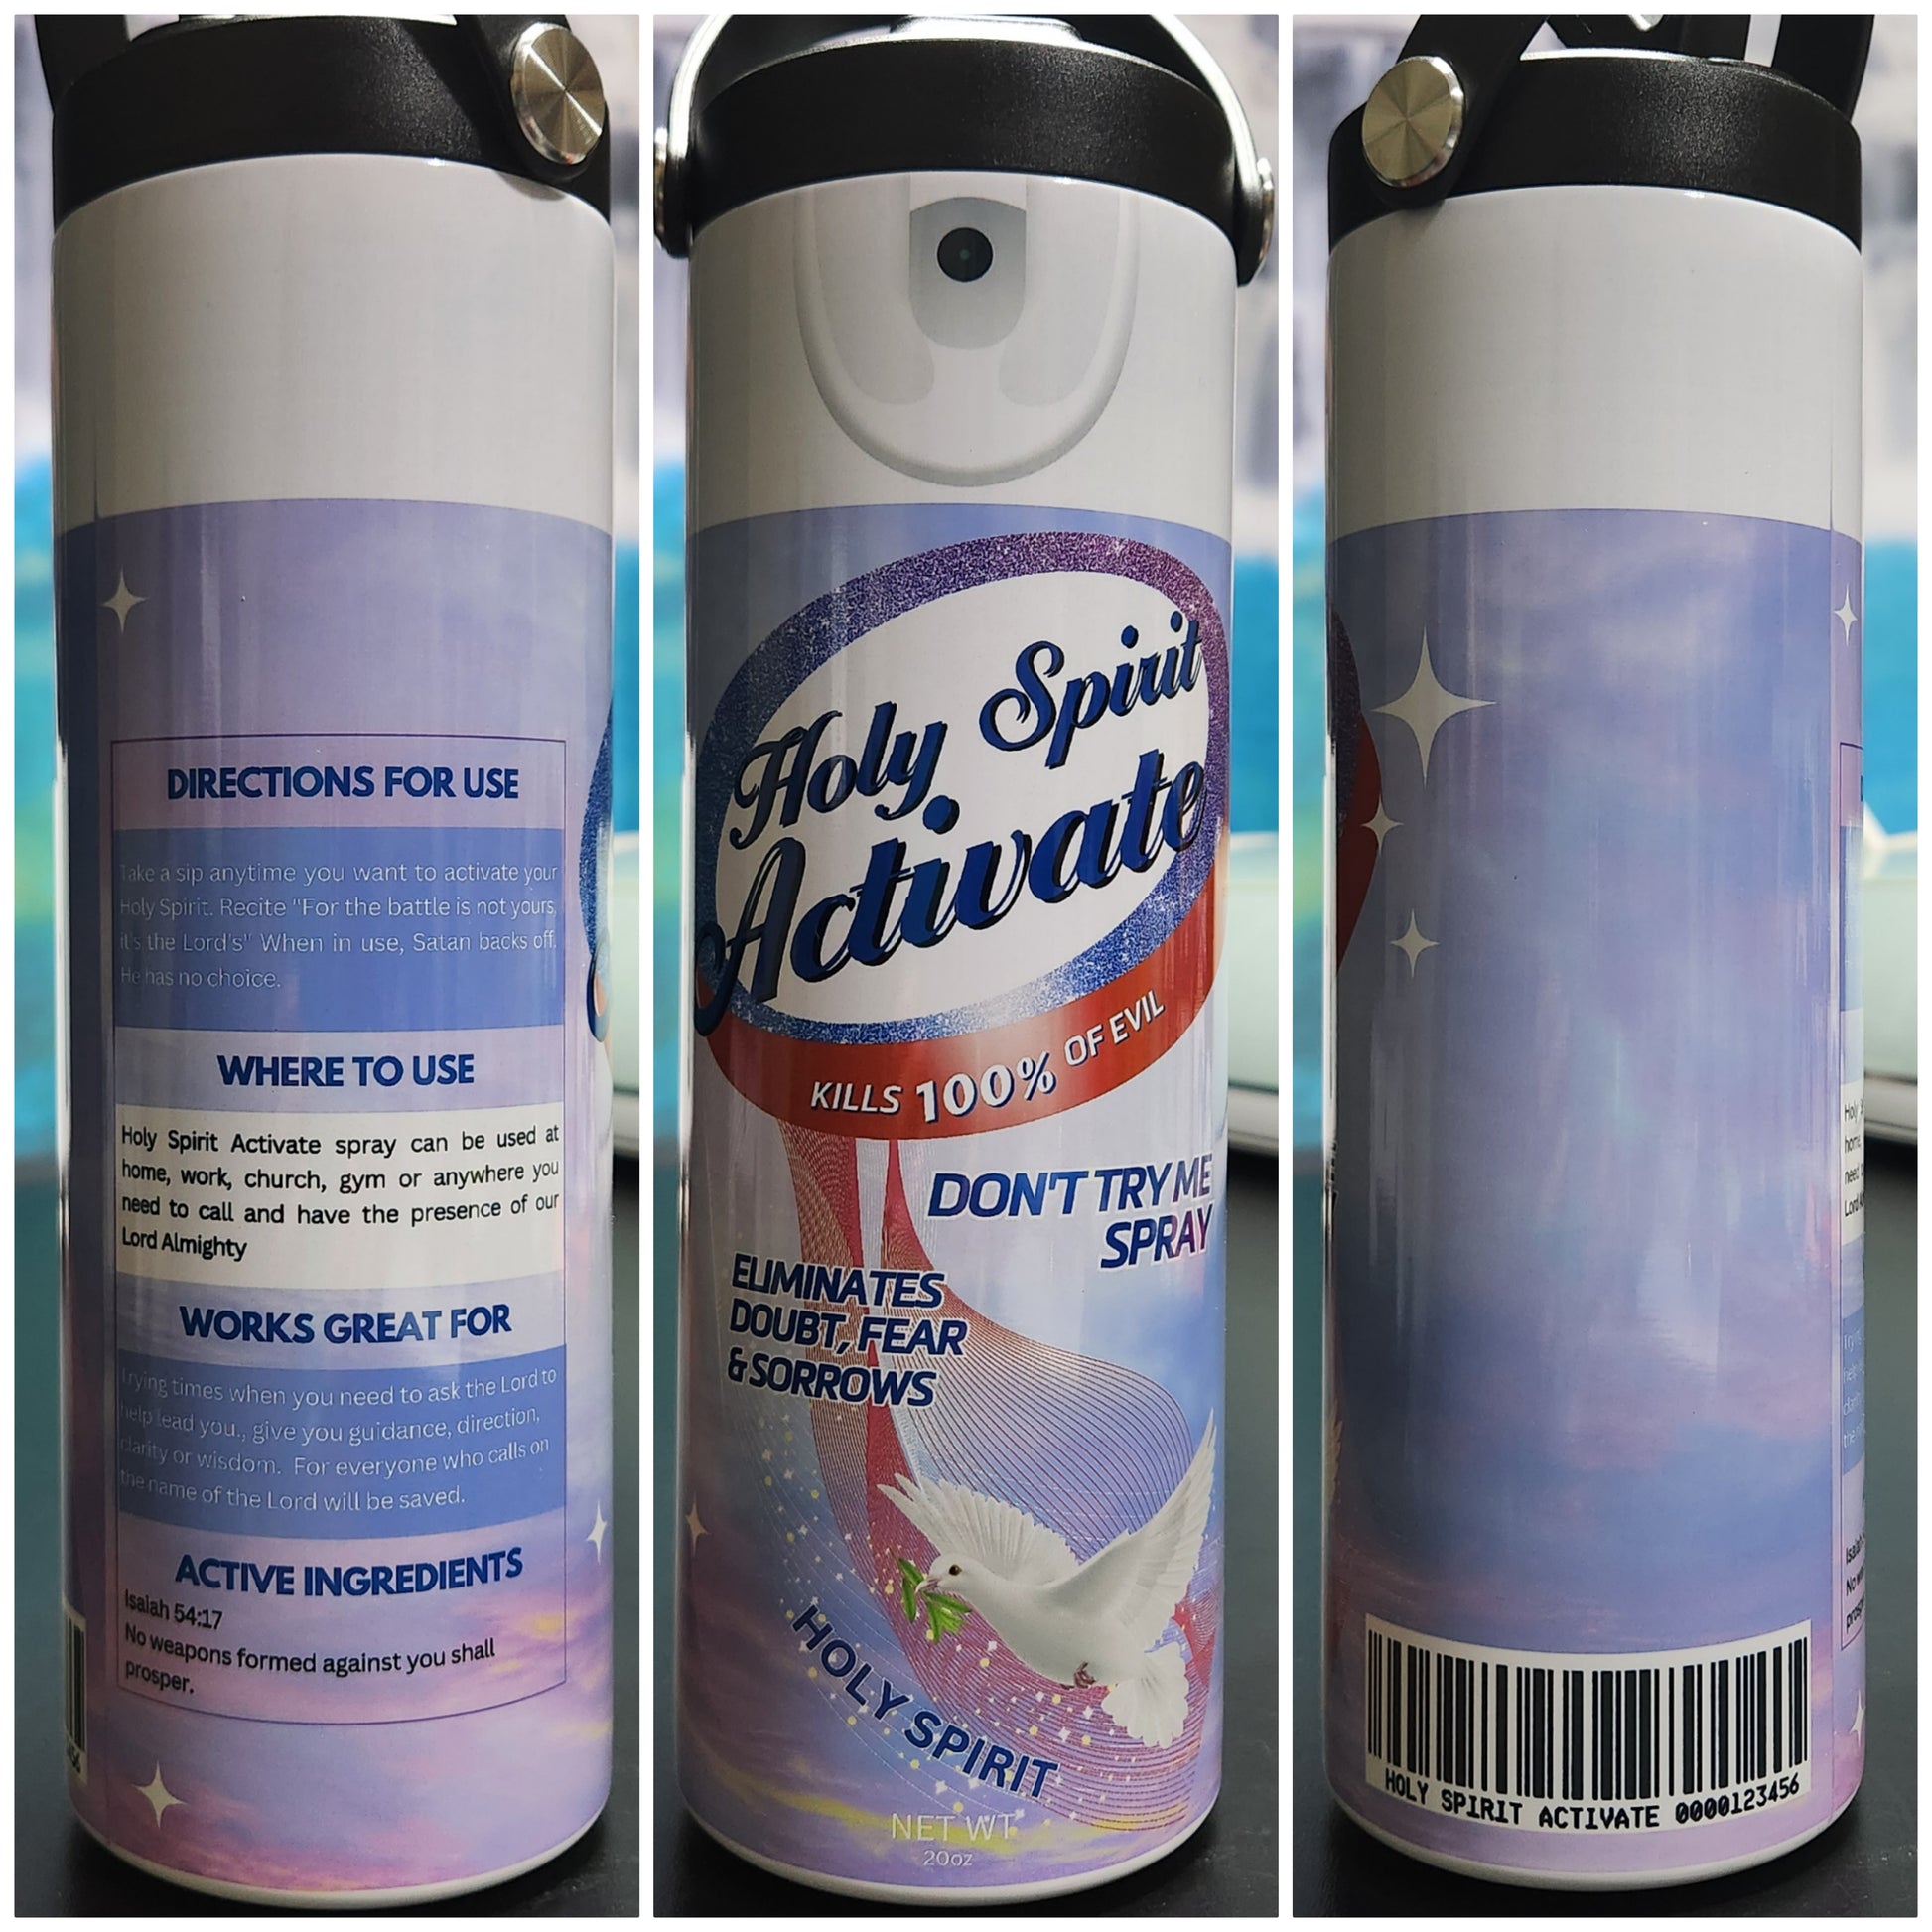 DIRECTIONS FOR USE
Take a sip anytime you want to activate your
Holy Spirit. Recite "For the battle is not yours,
it's the Lord's" When in use, Satan backs off.
He has no choice.
WHERE TO USE
Holy Spirit Activate spray can be used at
home, work, church, gym or anywhere you
need to call and have the presence of our
Lord Almighty
WORKS GREAT FOR
Trying times when you need to ask the Lord to
help lead you., give you guidance, direction,
clarity or wisdom. For everyone who calls on
the name of the Lord will be saved.
ACTIVE INGREDIENTS
Isaiah 54:17
No weapons formed against you shall
prosper.
Holy Spirit
Activate
KILLS 100% OF EVIL
DON'T TRY ME
SPRAY
ELIMINATES
DOUBT, FEAR
& SORROWS
HOLY SPIRIT
NET WT
20oz
HOLY SPIRIT ACTIVATE 0000123456